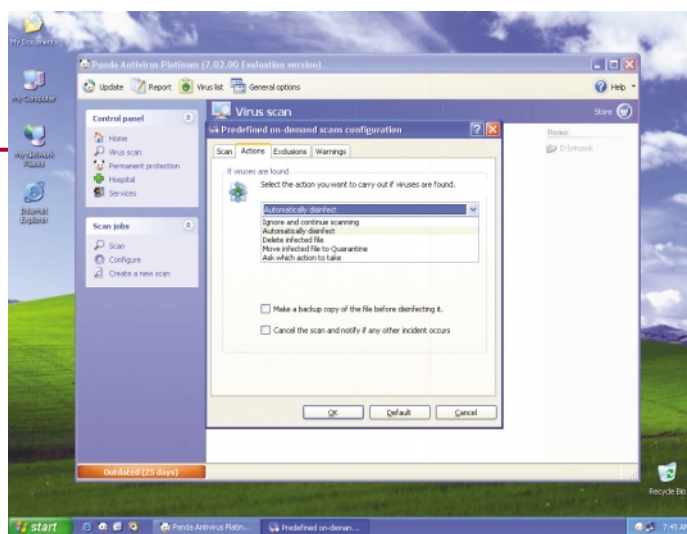 My Documents
My Computer
My Network
Places
Internet
Explorer
Panda Antivirus Platinum (7.02.00 Evaluation version)
Update Report Virus list General options Help
Control panel
Home
Virus scan
Permanent protection
Hospital
Services
Scan jobs
Scan
Configure
Create a new scan
Outdated (25 days)
Virus scan
Store
Items:
Predefined on-demand scans configuration
Scan Actions Exclusions Warnings
If viruses are found
Select the action you want to carry out if viruses are found.
Automatically disinfect
Ignore and continue scanning
Automatically disinfect
Delete infected file
Move infected file to Quarantine
Ask which action to take
Make a backup copy of the file before disinfecting it.
Cancel the scan and notify if any other incident occurs
OK Default Cancel
Recycle Bin
start
Panda Antivirus Platin...
Predefined on-deman...
7:45 AM